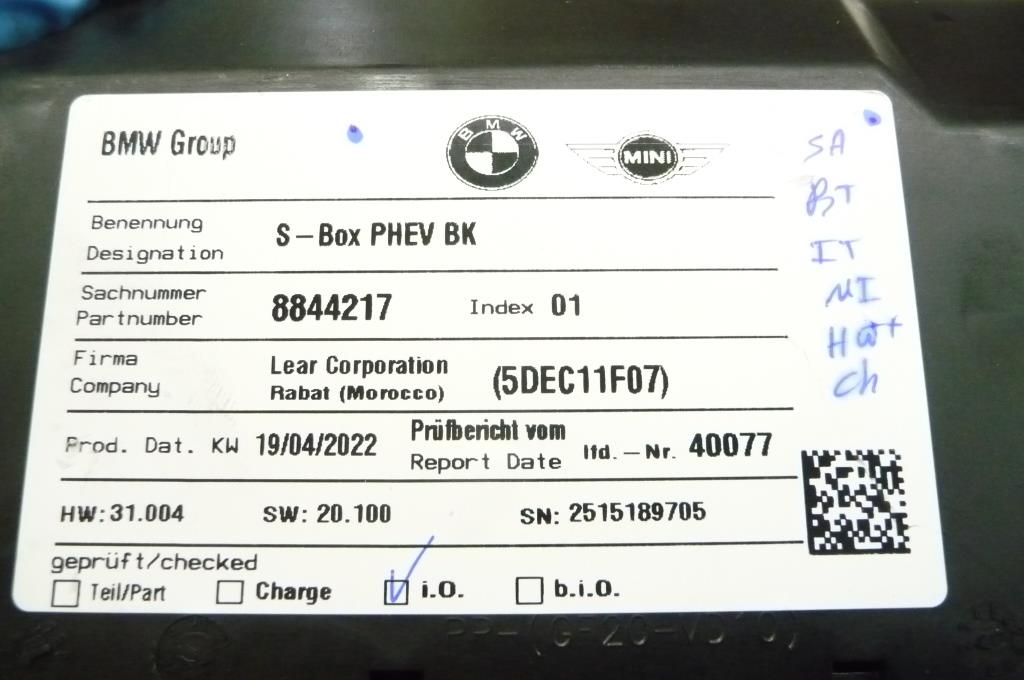 BMW Group
BMW
MINI
SA
BT
IT
NI
Ch
Benennung
Designation
S-Box PHEV BK
Sachnummer
Partnumber
8844217
Index 01
Firma
Company
Lear Corporation
Rabat (Morocco)
(5DEC11F07)
Prod. Dat. KW 19/04/2022
Prüfbericht vom
Report Date
lfd.-Nr. 40077
HW: 31.004
SW: 20.100
SN: 2515189705
geprüft/checked
Teil/Part
Charge
i.O.
b.i.O.